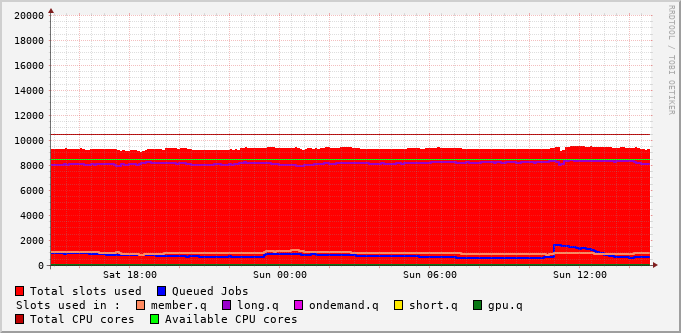 20000
18000
16000
14000
12000
10000
8000
6000
4000
2000
0
Sat 18:00 Sun 00:00 Sun 06:00 Sun 12:00
RRDTOOL / TOBI OETIKER
Total slots used Queued Jobs
Slots used in : member.q long.q ondemand.q short.q gpu.q
Total CPU cores Available CPU cores